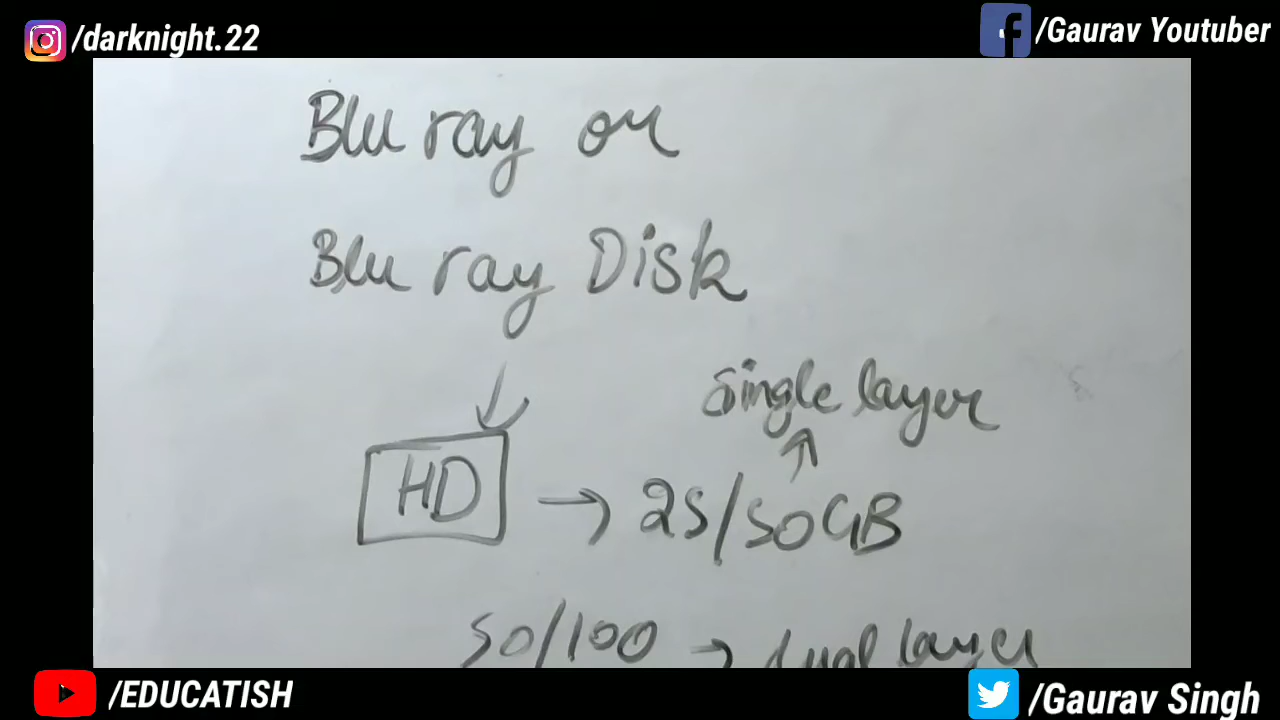 /darknight.22
/Gaurav Youtuber
Blu ray or
Blu ray Disk
single layer
HD → 25/50GB
50/100 → dual layer
/EDUCATISH
/Gaurav Singh